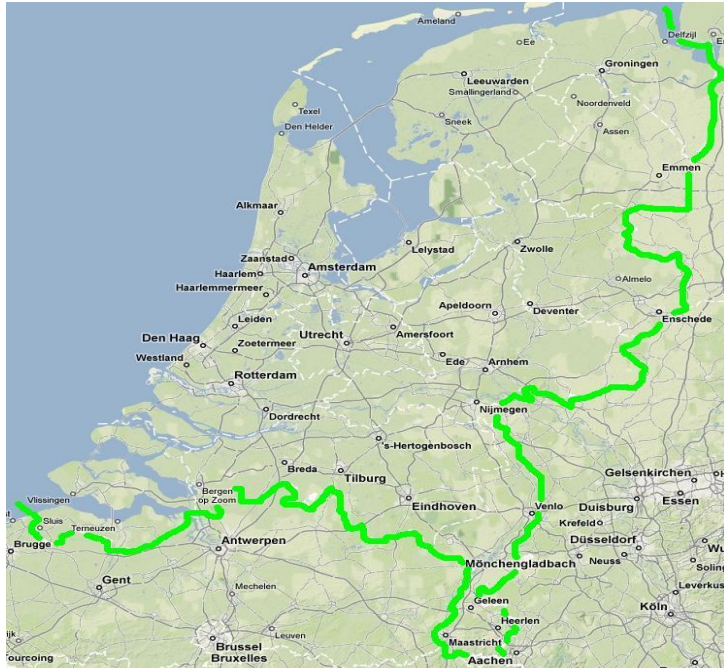 Ameland
Delfzijl
Ee
Groningen
Leeuwarden
Smallingerland
Noordenveld
Texel
Sneek
Den Helder
Assen
Emmen
Alkmaar
Lelystad
Zwolle
Zaanstad
Amsterdam
Haarlem
Almelo
Haarlemmermeer
Apeldoorn
Deventer
Enschede
Leiden
Utrecht
Amersfoort
Den Haag
Zoetermeer
Westland
Ede
Arnhem
Rotterdam
Nijmegen
Dordrecht
's-Hertogenbosch
Breda
Tilburg
Gelsenkirchen
Bergen
op Zoom
Vlissingen
Essen
Eindhoven
Venlo
Duisburg
Sluis
Terneuzen
Krefeld
Brugge
Antwerpen
Düsseldorf
Neuss
Mönchengladbach
Gent
Mechelen
Geleen
Köln
Heerlen
Leuven
Maastricht
Brussel
Bruxelles
Aachen